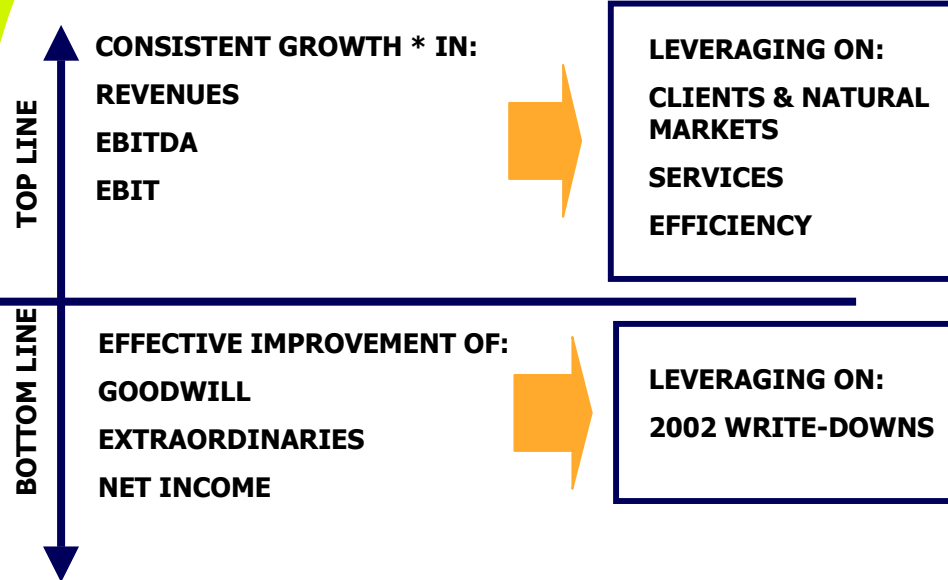 TOP LINE
CONSISTENT GROWTH * IN:
REVENUES
EBITDA
EBIT
LEVERAGING ON:
CLIENTS & NATURAL
MARKETS
SERVICES
EFFICIENCY
BOTTOM LINE
EFFECTIVE IMPROVEMENT OF:
GOODWILL
EXTRAORDINARIES
NET INCOME
LEVERAGING ON:
2002 WRITE-DOWNS